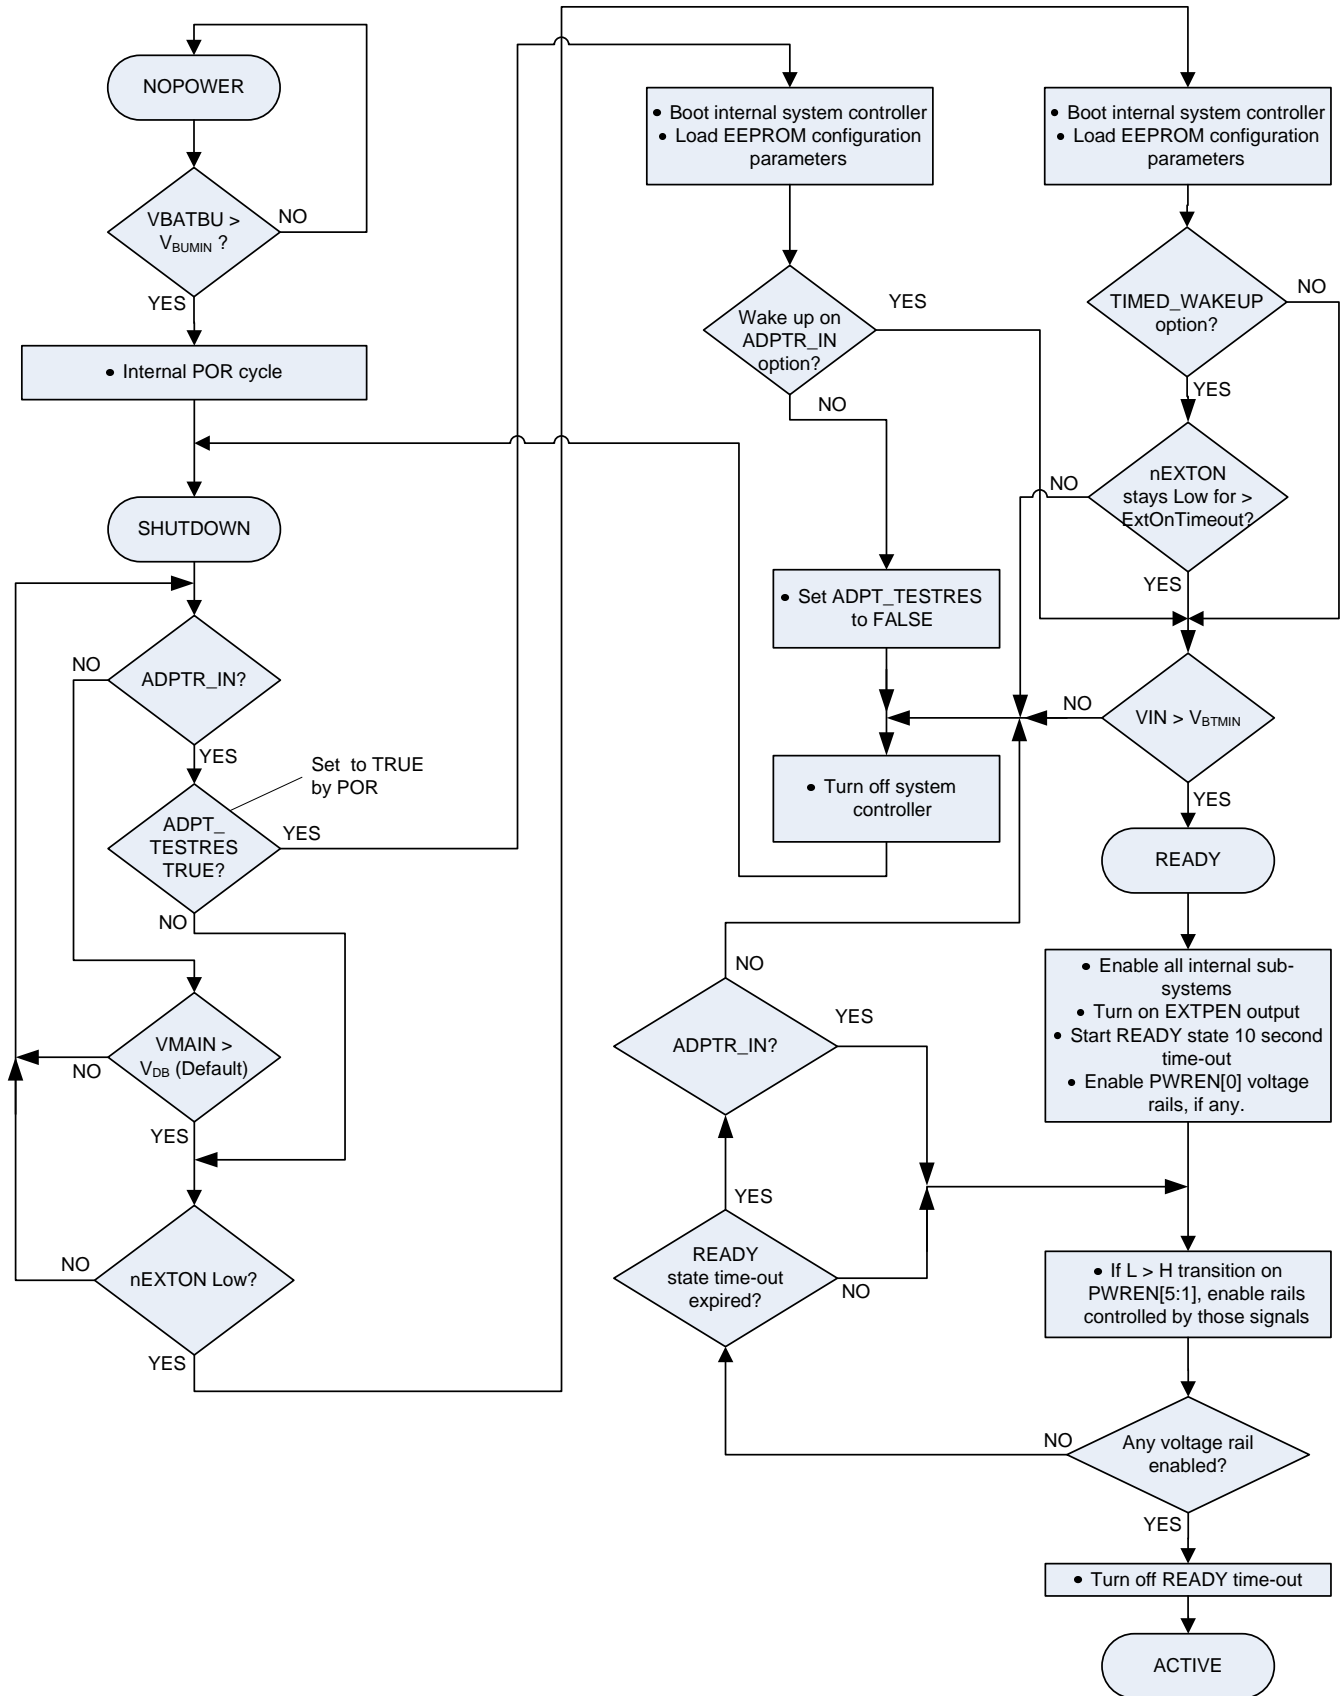 NOPOWER
VBATBU >
VBUMIN ?
NO
YES
• Internal POR cycle
SHUTDOWN
ADPTR_IN?
NO
YES
Set to TRUE
by POR
ADPT_
TESTRES
TRUE?
YES
NO
VMAIN >
VDB (Default)
NO
YES
nEXTON Low?
NO
YES
• Boot internal system controller
• Load EEPROM configuration
parameters
Wake up on
ADPTR_IN
option?
YES
NO
• Set ADPT_TESTRES
to FALSE
• Turn off system
controller
• Boot internal system controller
• Load EEPROM configuration
parameters
TIMED_WAKEUP
option?
NO
YES
nEXTON
stays Low for >
ExtOnTimeout?
NO
YES
VIN > VBTMIN
NO
YES
READY
• Enable all internal sub-
systems
• Turn on EXTPEN output
• Start READY state 10 second
time-out
• Enable PWREN[0] voltage
rails, if any.
NO
ADPTR_IN?
YES
YES
READY
state time-out
expired?
NO
• If L > H transition on
PWREN[5:1], enable rails
controlled by those signals
Any voltage rail
enabled?
NO
YES
• Turn off READY time-out
ACTIVE